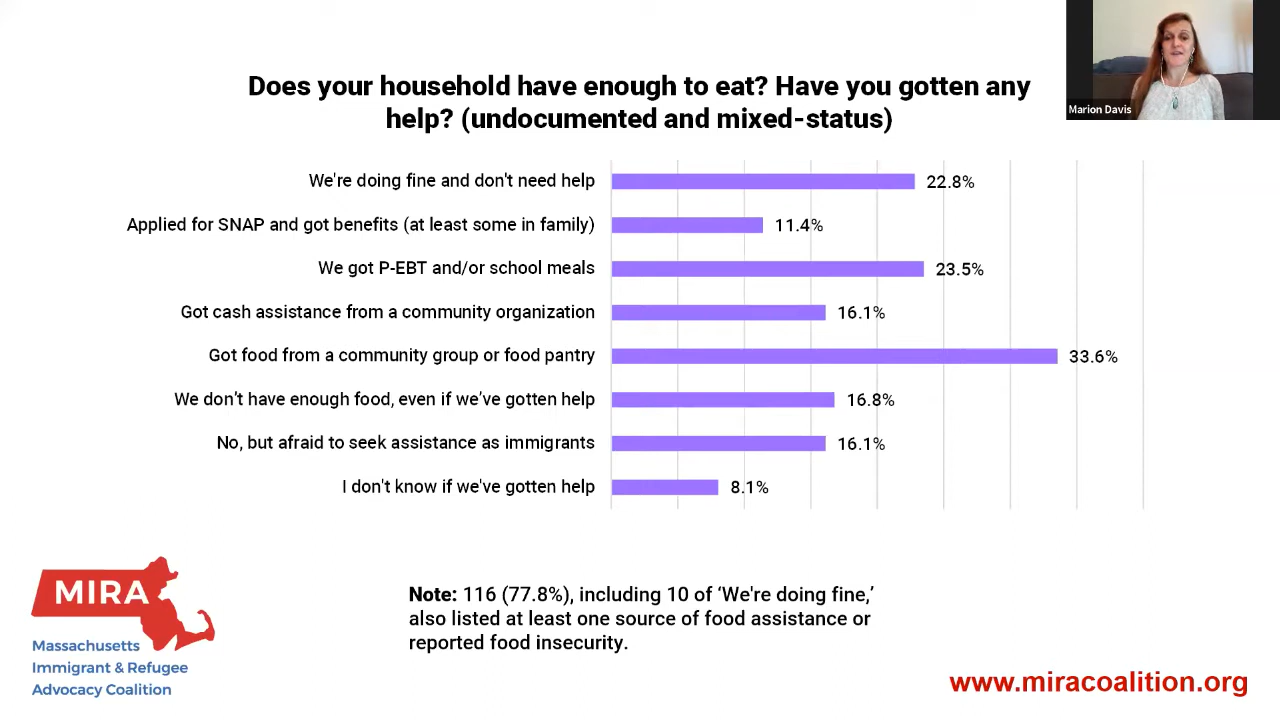 Marion Davis
Does your household have enough to eat? Have you gotten any
help? (undocumented and mixed-status)
We're doing fine and don't need help 22.8%
Applied for SNAP and got benefits (at least some in family) 11.4%
We got P-EBT and/or school meals 23.5%
Got cash assistance from a community organization 16.1%
Got food from a community group or food pantry 33.6%
We don’t have enough food, even if we’ve gotten help 16.8%
No, but afraid to seek assistance as immigrants 16.1%
I don't know if we've gotten help 8.1%
MIRA
Massachusetts
Immigrant & Refugee
Advocacy Coalition
Note: 116 (77.8%), including 10 of ‘We're doing fine,’
also listed at least one source of food assistance or
reported food insecurity.
www.miracoalition.org